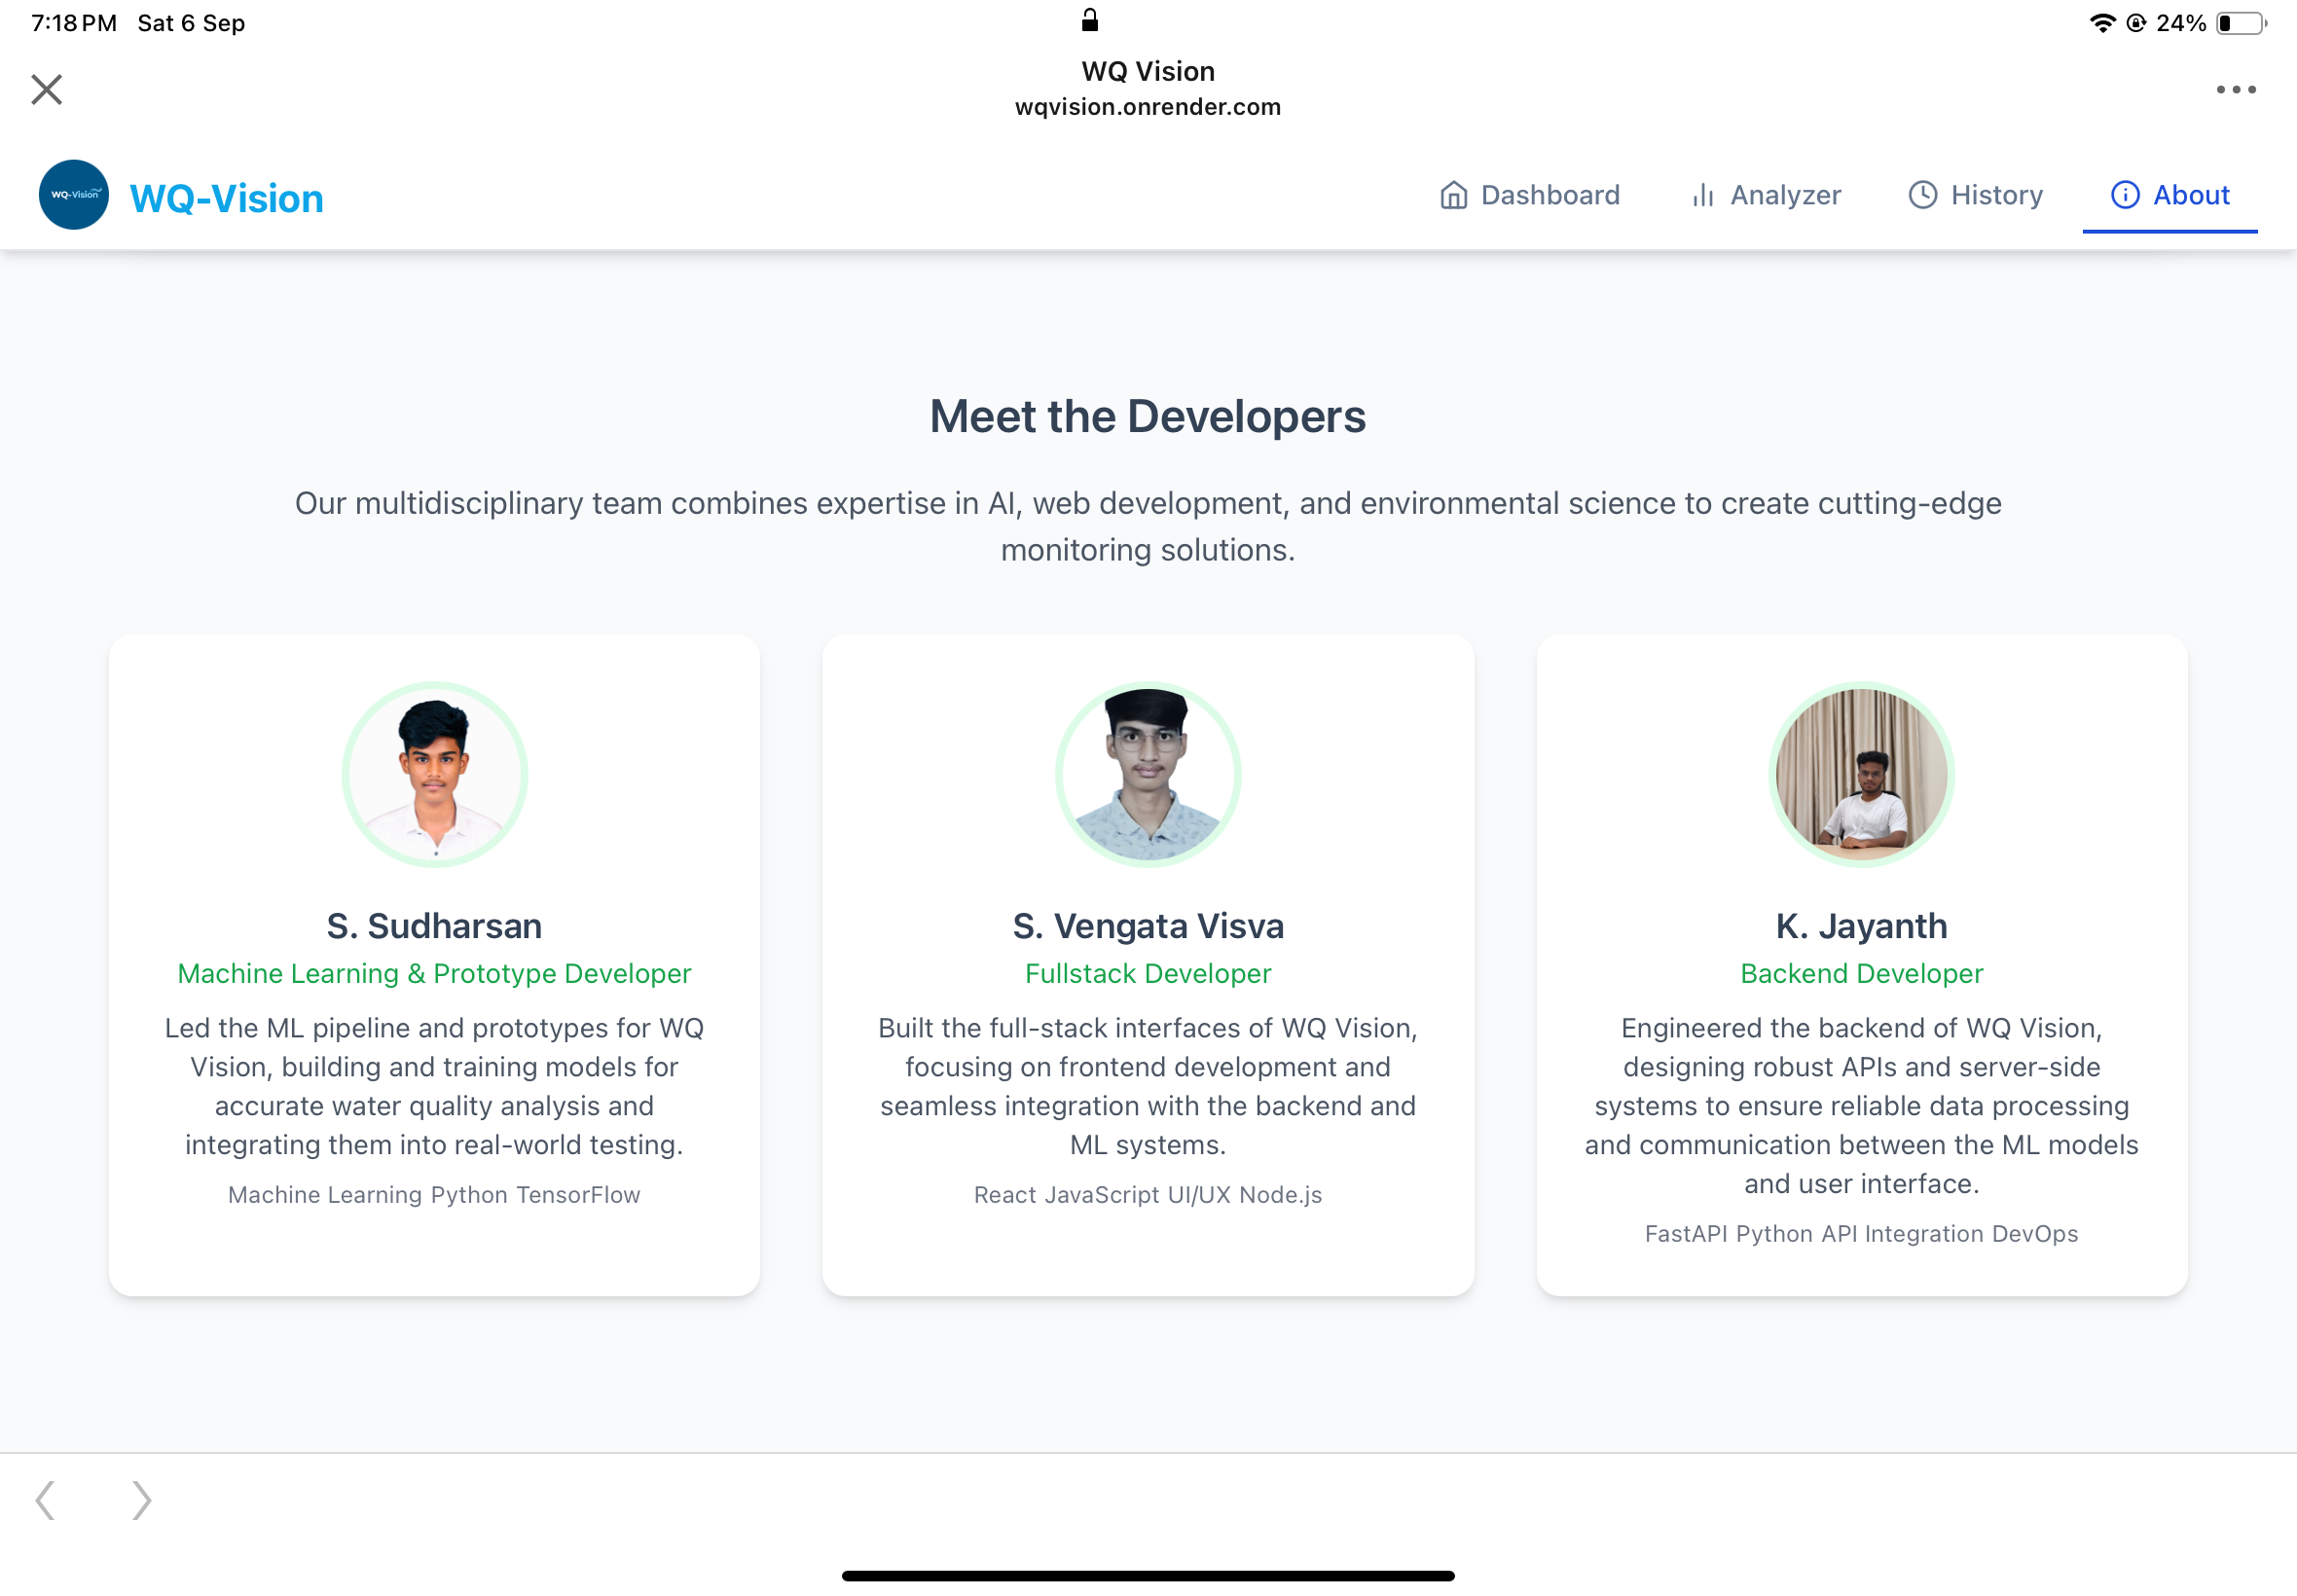 7:18 PM Sat 6 Sep
24%
WQ Vision
wqvision.onrender.com
WQ-Vision
WQ-Vision
Dashboard
Analyzer
History
About
Meet the Developers
Our multidisciplinary team combines expertise in AI, web development, and environmental science to create cutting-edge
monitoring solutions.
S. Sudharsan
Machine Learning & Prototype Developer
Led the ML pipeline and prototypes for WQ
Vision, building and training models for
accurate water quality analysis and
integrating them into real-world testing.
Machine Learning Python TensorFlow
S. Vengata Visva
Fullstack Developer
Built the full-stack interfaces of WQ Vision,
focusing on frontend development and
seamless integration with the backend and
ML systems.
React JavaScript UI/UX Node.js
K. Jayanth
Backend Developer
Engineered the backend of WQ Vision,
designing robust APIs and server-side
systems to ensure reliable data processing
and communication between the ML models
and user interface.
FastAPI Python API Integration DevOps